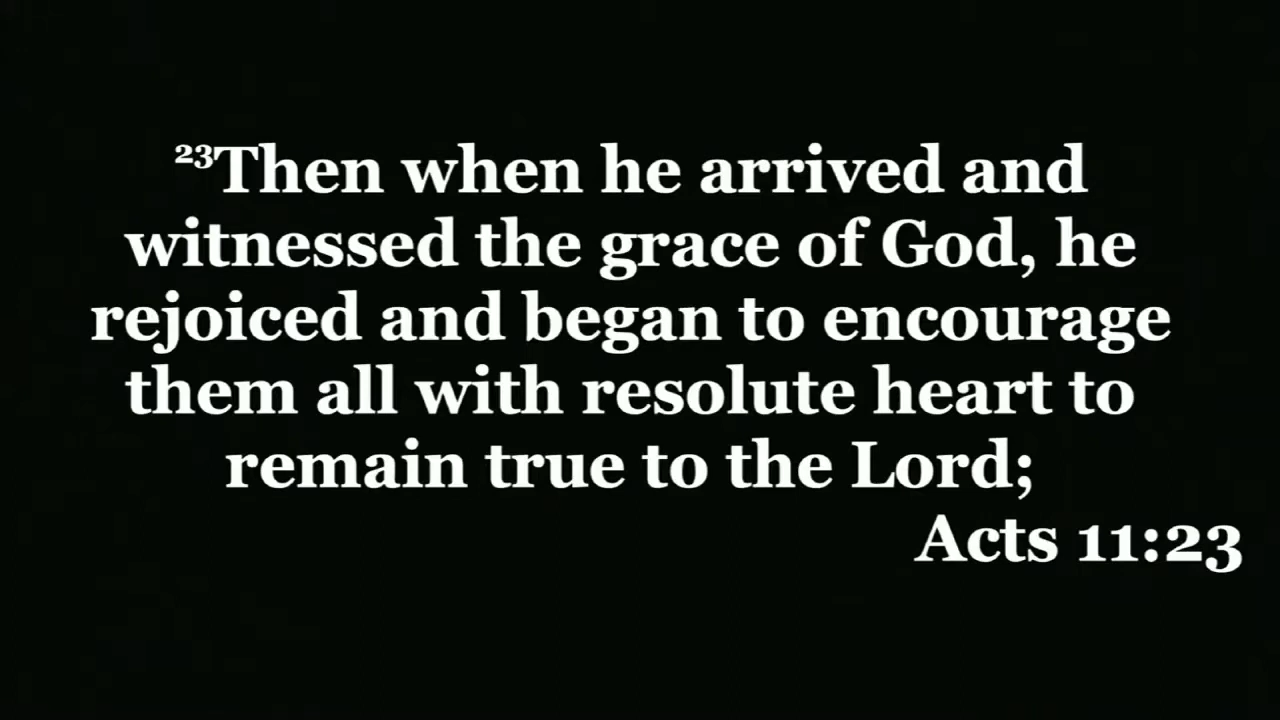 ²³Then when he arrived and
witnessed the grace of God, he
rejoiced and began to encourage
them all with resolute heart to
remain true to the Lord;
Acts 11:23